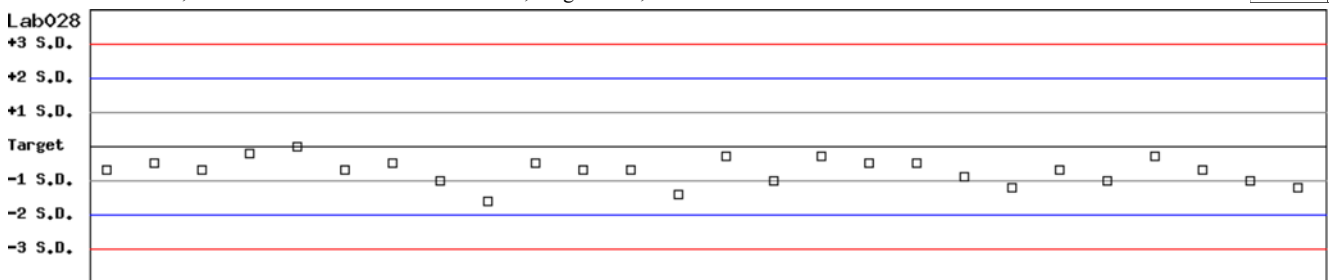 Lab028
+3 S.D.
+2 S.D.
+1 S.D.
Target
-1 S.D.
-2 S.D.
-3 S.D.